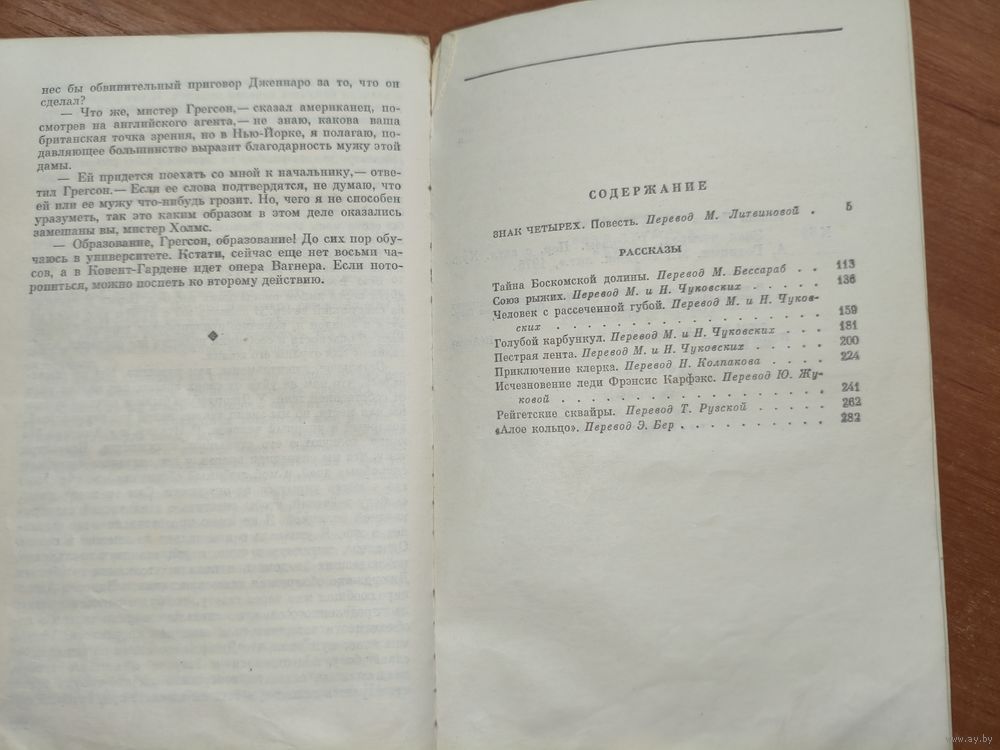 нес бы обвинительный приговор Дженнаро за то, что он
сделал?
— Что же, мистер Грегсон,— сказал американец, по-
смотрев на английского агента,— не знаю, какова ваша
британская точка зрения, но в Нью-Йорке, я полагаю, по-
давляющее большинство выразит благодарность мужу этой
дамы.
— Ей придется поехать со мной к начальнику,— отве-
тил Грегсон.— Если ее слова подтвердятся, не думаю, что
ей или ее мужу что-нибудь грозит. Но, чего я не способен
уразуметь, так это каким образом в этом деле оказались
замешаны вы, мистер Холмс.
— Образование, Грегсон, образование! До сих пор обу-
чаюсь в университете. Кстати, сейчас еще нет восьми ча-
сов, а в Ковент-Гардене идет опера Вагнера. Если пото-
ропиться, можно поспеть ко второму действию.
СОДЕРЖАНИЕ
ЗНАК ЧЕТЫРЕХ. Повесть. Перевод М. Литвиновой . 5
РАССКАЗЫ
Тайна Боскомской долины. Перевод М. Бессараб . . 113
Союз рыжих. Перевод М. и Н. Чуковских . . . . . 136
Человек с рассеченной губой. Перевод М. и Н. Чуков-
ских . . . . . . . . . . . . . . 159
Голубой карбункул. Перевод М. и Н. Чуковских . . . 181
Пестрая лента. Перевод М. и Н. Чуковских . . . . . 200
Приключение клерка. Перевод Н. Колпакова . . . . 224
Исчезновение леди Фрэнсис Карфэкс. Перевод Ю. Жу-
ковой . . . . . . . . . . . . . . 241
Рейгетские сквайры. Перевод Т. Рузской . . . . . 262
«Алое кольцо». Перевод Э. Бер . . . . . . . . 282
www.ay.by